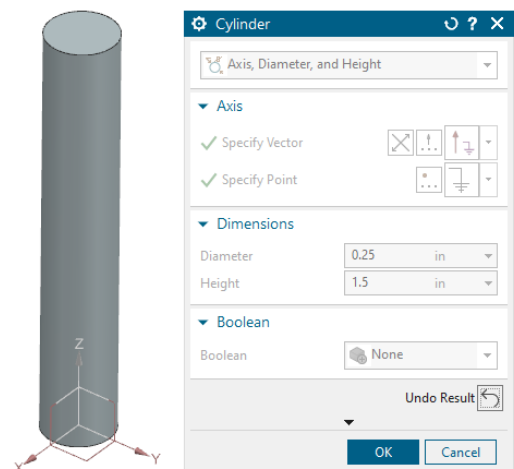 Cylinder
Axis, Diameter, and Height
Axis
Specify Vector
Specify Point
Dimensions
Diameter 0.25 in
Height 1.5 in
Boolean
Boolean None
Undo Result
OK Cancel
Z
X Y